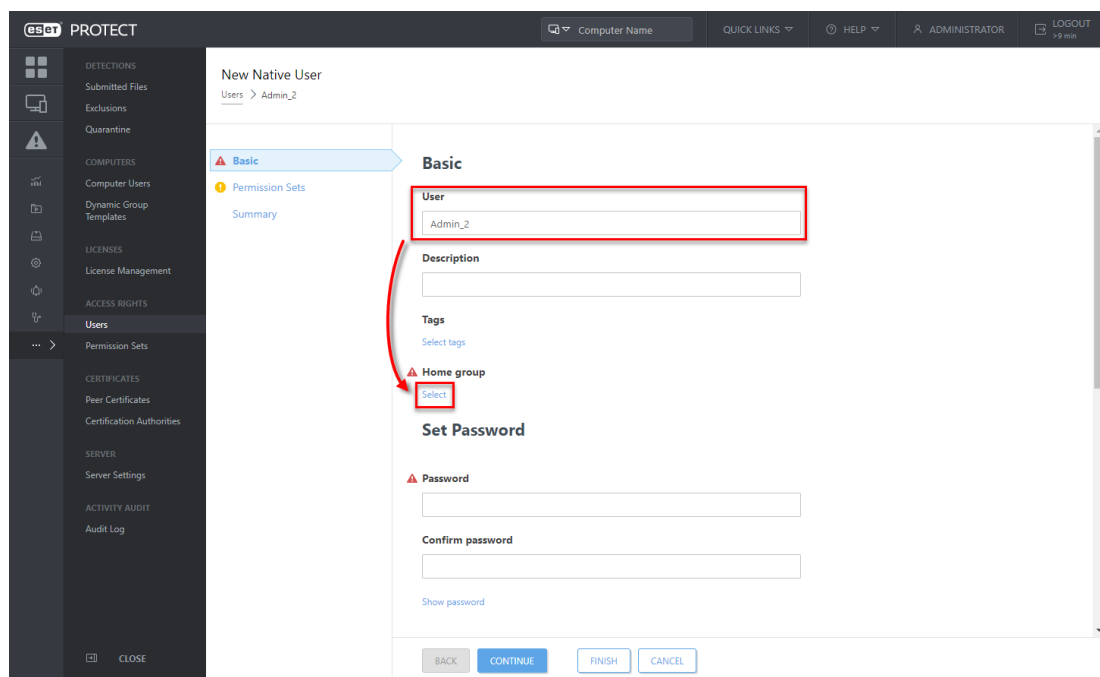 eset PROTECT
Computer Name
QUICK LINKS
HELP
ADMINISTRATOR
LOGOUT
>9 min
DETECTIONS
Submitted Files
Exclusions
Quarantine
COMPUTERS
Computer Users
Dynamic Group
Templates
LICENSES
License Management
ACCESS RIGHTS
Users
Permission Sets
CERTIFICATES
Peer Certificates
Certification Authorities
SERVER
Server Settings
ACTIVITY AUDIT
Audit Log
CLOSE
New Native User
Users > Admin_2
Basic
Permission Sets
Summary
Basic
User
Admin_2
Description
Tags
Select tags
Home group
Select
Set Password
Password
Confirm password
Show password
BACK
CONTINUE
FINISH
CANCEL